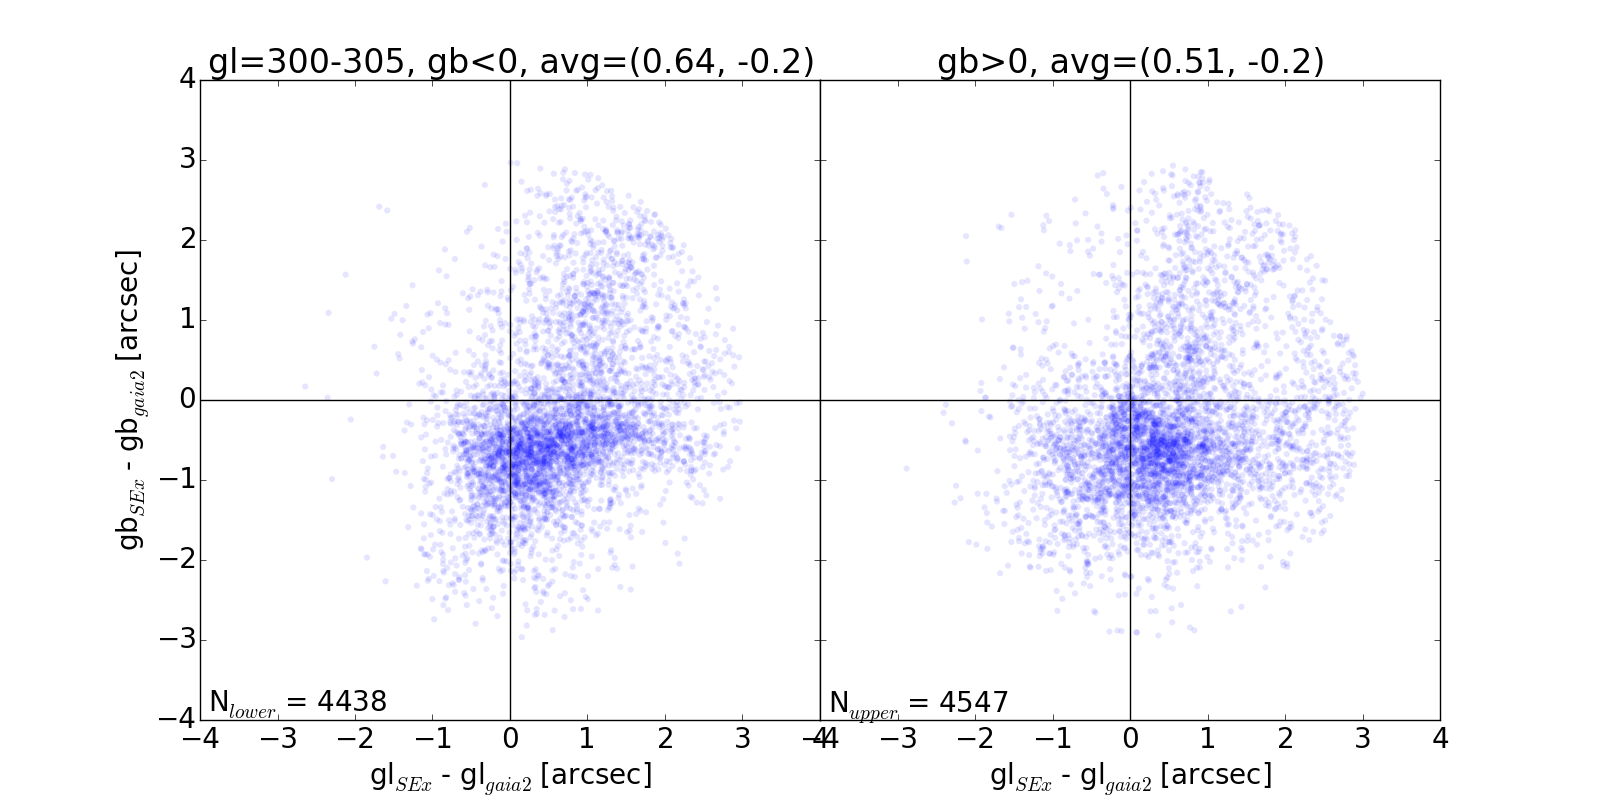 gl=300-305, gb<0, avg=(0.64, -0.2)
gb>0, avg=(0.51, -0.2)
4
3
2
1
0
−1
−2
−3
−4
gb_SEx - gb_gaia2 [arcsec]
N_lower = 4438
N_upper = 4547
−4 −3 −2 −1 0 1 2 3 4
−4 −3 −2 −1 0 1 2 3 4
gl_SEx - gl_gaia2 [arcsec]
gl_SEx - gl_gaia2 [arcsec]